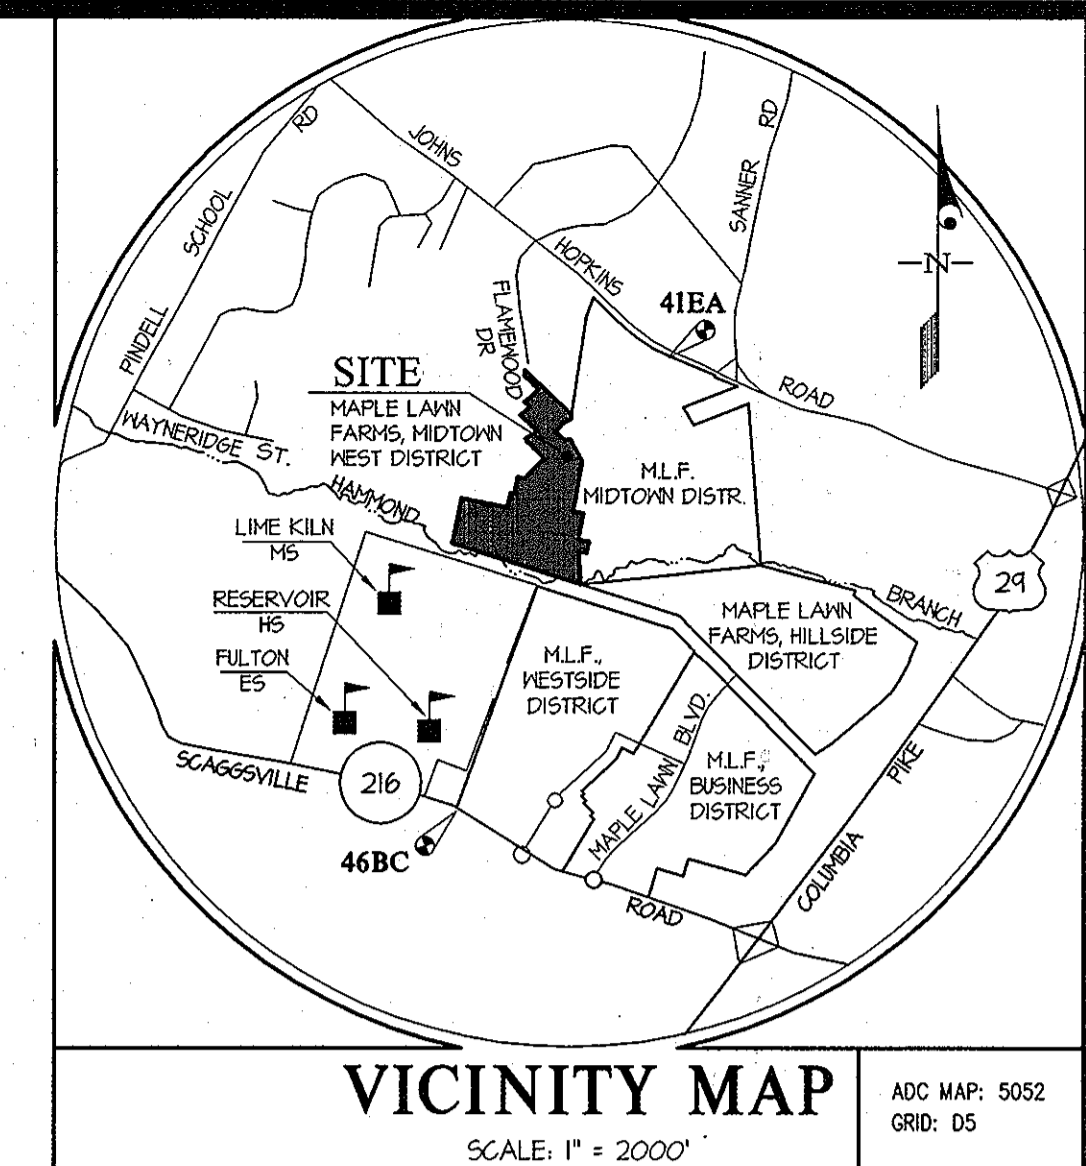 JOHNS
HOPKINS
ROAD
PINDELL
SCHOOL
RD
SANNER
RD
N
41EA
FLAMEWOOD
DR
SITE
MAPLE LAWN
FARMS, MIDTOWN
WEST DISTRICT
WAYNERIDGE ST.
HAMMOND
BRANCH
M.L.F.
MIDTOWN DISTR.
LIME KILN
MS
RESERVOIR
HS
FULTON
ES
29
MAPLE LAWN
FARMS, HILLSIDE
DISTRICT
M.L.F.,
WESTSIDE
DISTRICT
MAPLE LAWN BLVD.
M.L.F.,
BUSINESS
DISTRICT
SCAGGSVILLE
216
ROAD
46BC
COLUMBIA
PIKE
VICINITY MAP
SCALE: 1" = 2000'
ADC MAP: 5052
GRID: D5